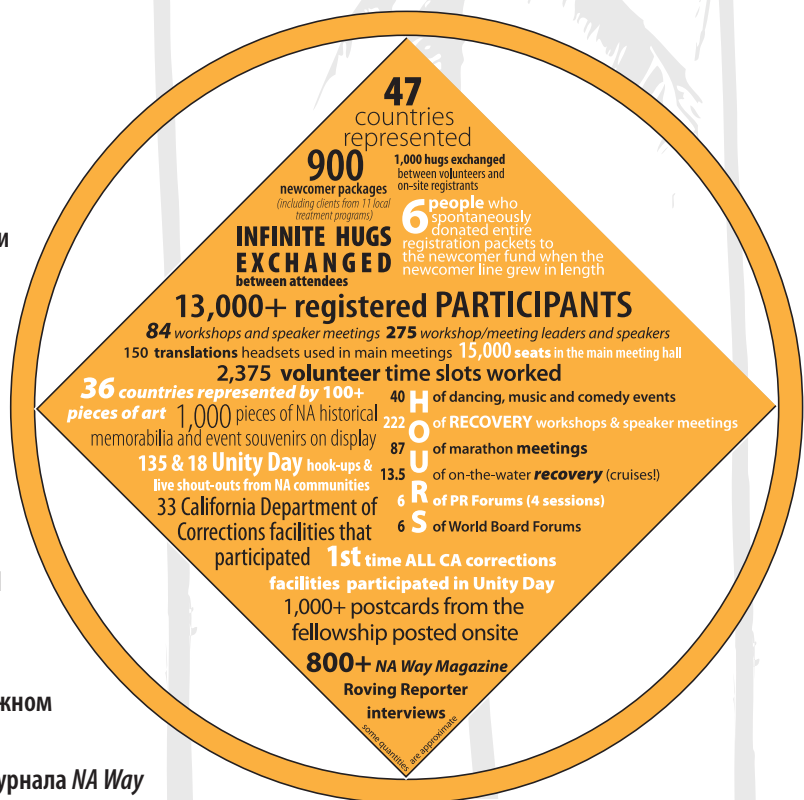 47
countries
represented
900
newcomer packages
(including clients from 11 local
treatment programs)
1,000 hugs exchanged
between volunteers and
on-site registrants
6 people who
spontaneously
donated entire
registration packets to
the newcomer fund when the
newcomer line grew in length
INFINITE HUGS
EXCHANGED
between attendees
13,000+ registered PARTICIPANTS
84 workshops and speaker meetings 275 workshop/meeting leaders and speakers
150 translations headsets used in main meetings 15,000 seats in the main meeting hall
2,375 volunteer time slots worked
36 countries represented by 100+
pieces of art 1,000 pieces of NA historical
memorabilia and event souvenirs on display
135 & 18 Unity Day hook-ups &
live shout-outs from NA communities
33 California Department of
Corrections facilities that
participated
HOURS
40 of dancing, music and comedy events
222 of RECOVERY workshops & speaker meetings
87 of marathon meetings
13.5 of on-the-water recovery (cruises!)
6 of PR Forums (4 sessions)
6 of World Board Forums
1st time ALL CA corrections
facilities participated in Unity Day
1,000+ postcards from the
fellowship posted onsite
800+ NA Way Magazine
Roving Reporter
interviews
some quantities are approximate
и
жном
урнала NA Way